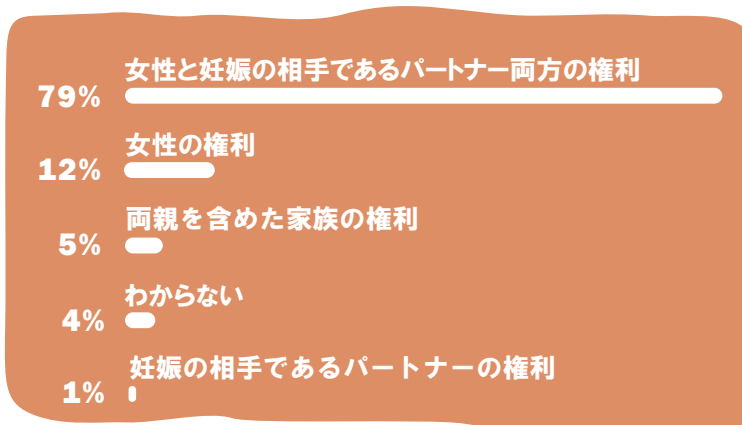 女性と妊娠の相手であるパートナー両方の権利
79%
女性の権利
12%
両親を含めた家族の権利
5%
わからない
4%
妊娠の相手であるパートナーの権利
1%